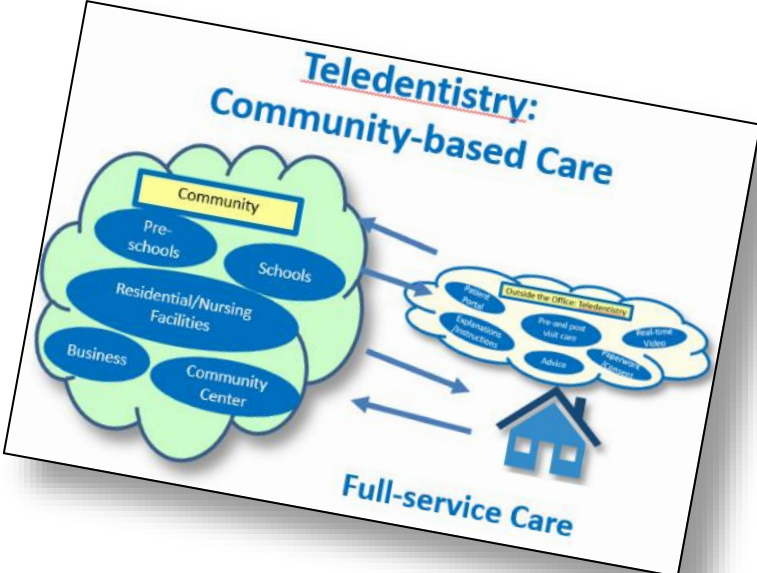 Teledentistry:
Community-based Care
Community
Pre-
schools
Schools
Residential/Nursing
Facilities
Business
Community
Center
Outside the Office: Teledentistry
Patient
Portal
Pre-and post
visit care
Real-time
Video
Explanations
/Instructions
Advice
Paperwork
/Consent
Full-service Care